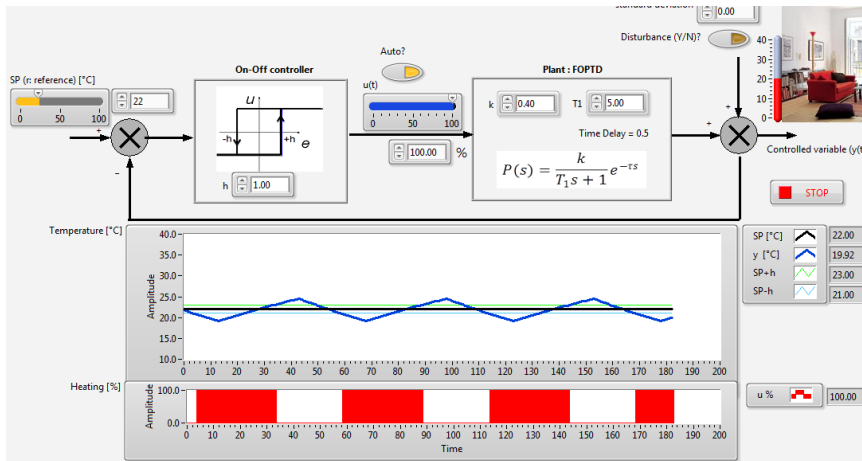 standard deviation
0.00
Disturbance (Y/N)?
40
30
20
10
0
Auto?
SP (r: reference) [°C]
22
0 50 100
On-Off controller
u
-h
+h
e
h
1.00
u(t)
0 50 100
100.00 %
Plant : FOPTD
k 0.40 T1 5.00
Time Delay = 0.5
P(s) = k / (T₁s + 1) e^(−τs)
+
−
+
+
Controlled variable (y(t
STOP
Temperature [°C]
Amplitude
40.0
35.0
30.0
25.0
20.0
15.0
10.0
0 10 20 30 40 50 60 70 80 90 100 110 120 130 140 150 160 170 180 190 200
SP [°C] 22.00
y [°C] 19.92
SP+h 23.00
SP-h 21.00
Heating [%]
Amplitude
100.0
0.0
0 10 20 30 40 50 60 70 80 90 100 110 120 130 140 150 160 170 180 190 200
Time
u % 100.00